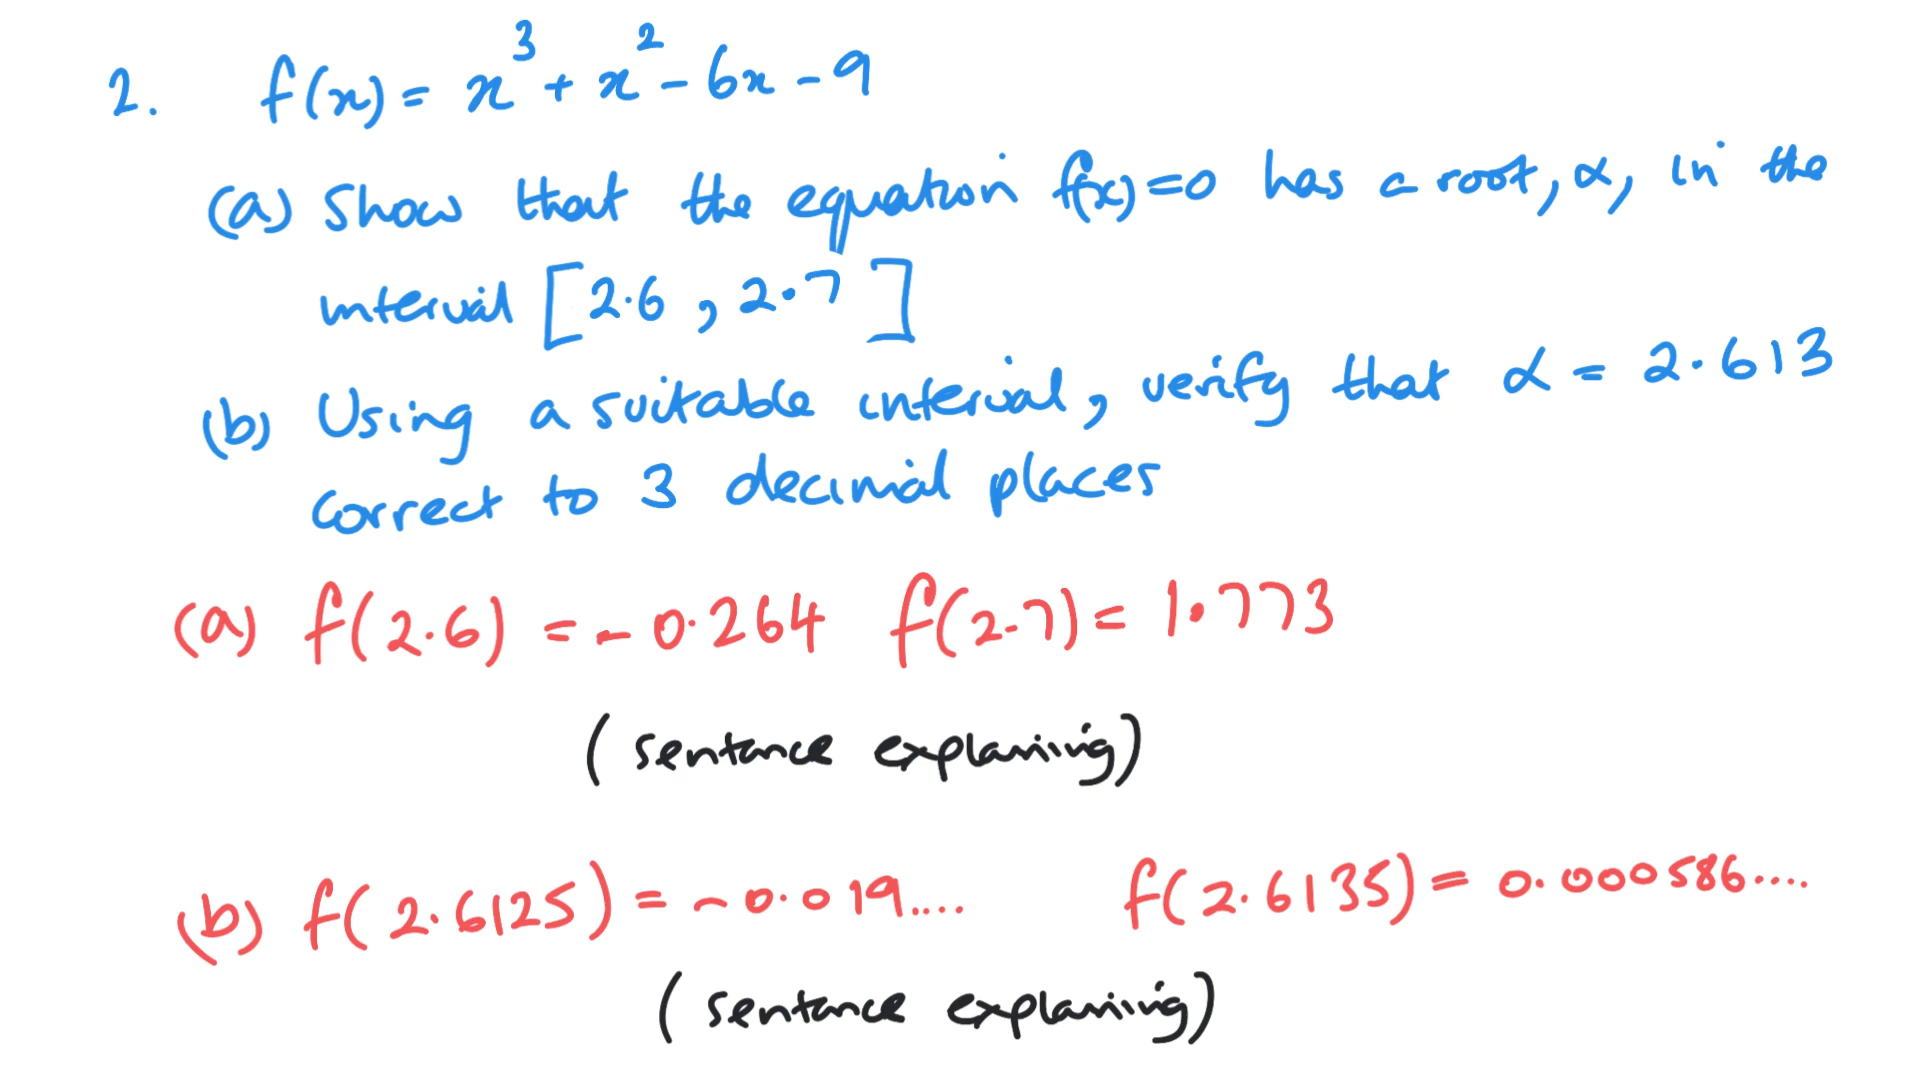 2. f(x) = x³ + x² - 6x - 9
(a) Show that the equation f(x)=0 has a root, α, in the
interval [2.6, 2.7]
(b) Using a suitable interval, verify that α = 2.613
correct to 3 decimal places
(a) f(2.6) = -0.264 f(2.7) = 1.773
(sentance explaining)
(b) f(2.6125) = -0.019.... f(2.6135) = 0.000586....
(sentance explaining)